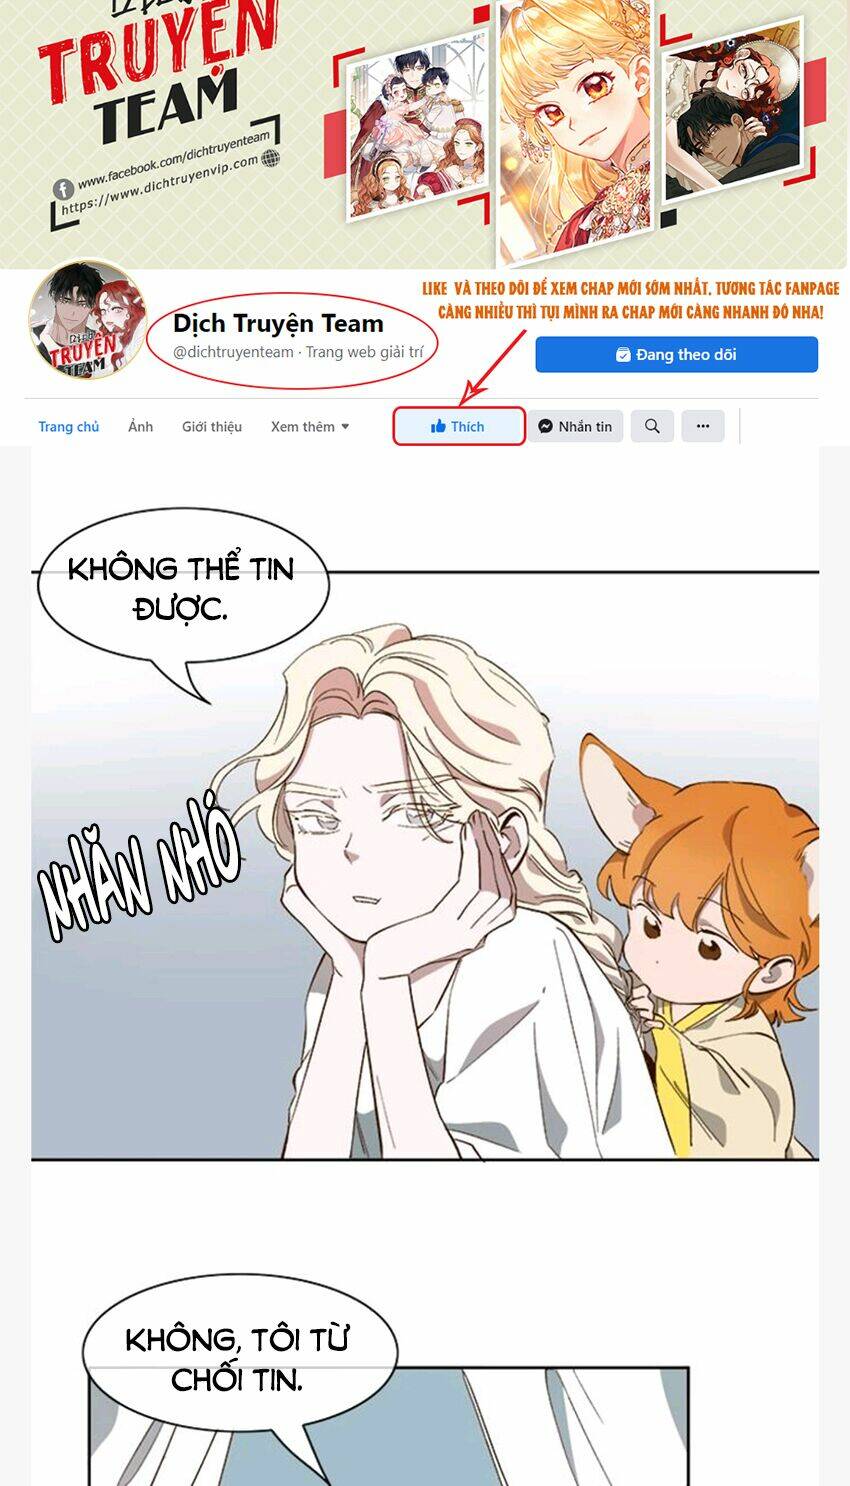 TRUYỆN
TEAM
www.facebook.com/dichtruyenteam
https://www.dichtruyenvip.com
LIKE VÀ THEO DÕI ĐỂ XEM CHAP MỚI SỚM NHẤT, TƯƠNG TÁC FANPAGE
CÀNG NHIỀU THÌ TỤI MÌNH RA CHAP MỚI CÀNG NHANH ĐÓ NHA!
TRUYỆN
TEAM
Dịch Truyện Team
@dichtruyenteam · Trang web giải trí
Đang theo dõi
Trang chủ Ảnh Giới thiệu Xem thêm Thích Nhắn tin
KHÔNG THỂ TIN
ĐƯỢC.
NHĂN NHÓ
KHÔNG, TÔI TỪ
CHỐI TIN.